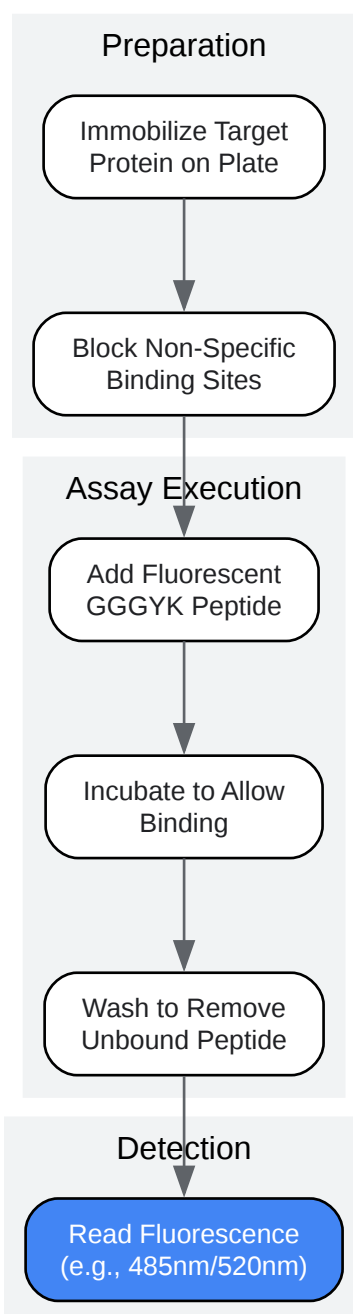 Preparation
Immobilize Target
Protein on Plate
Block Non-Specific
Binding Sites
Assay Execution
Add Fluorescent
GGGYK Peptide
Incubate to Allow
Binding
Wash to Remove
Unbound Peptide
Detection
Read Fluorescence
(e.g., 485nm/520nm)